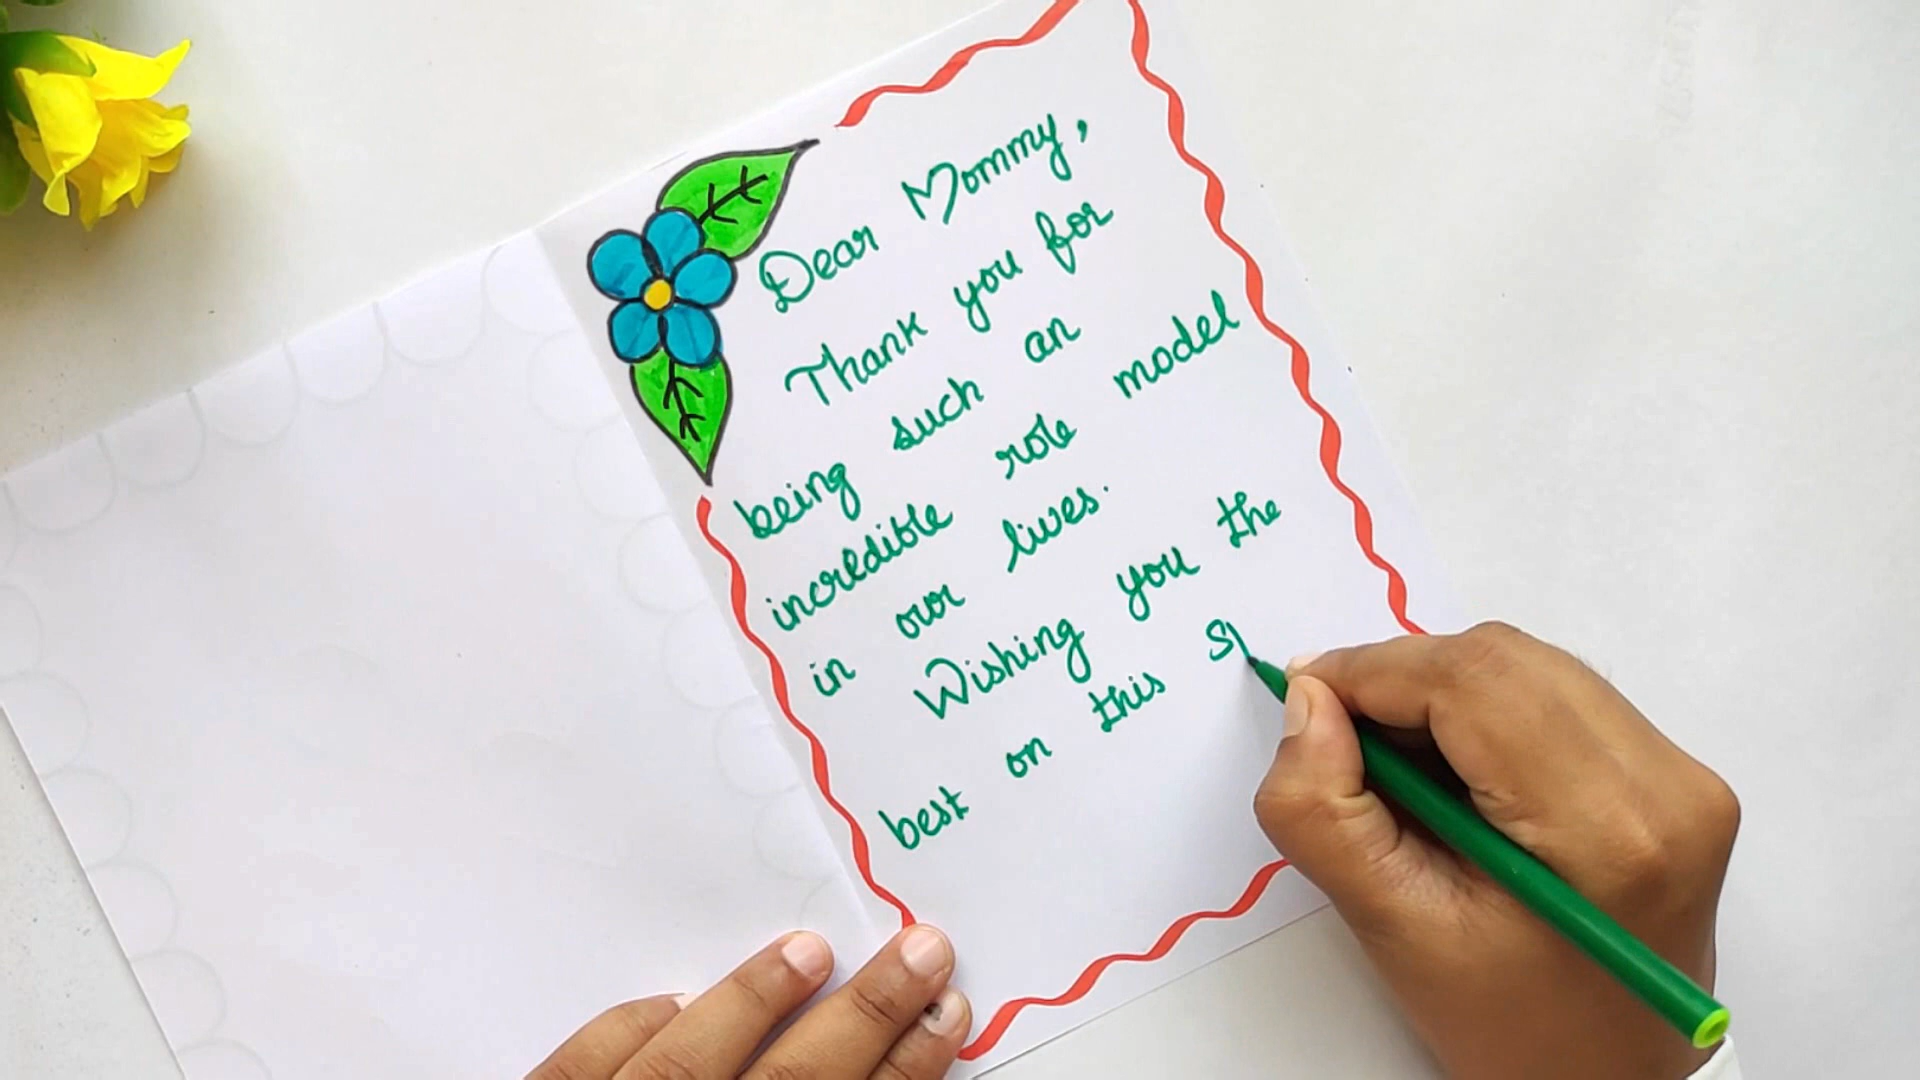 Dear Mommy,
Thank you for
being such an
incredible role model
in our lives.
Wishing you the
best on this